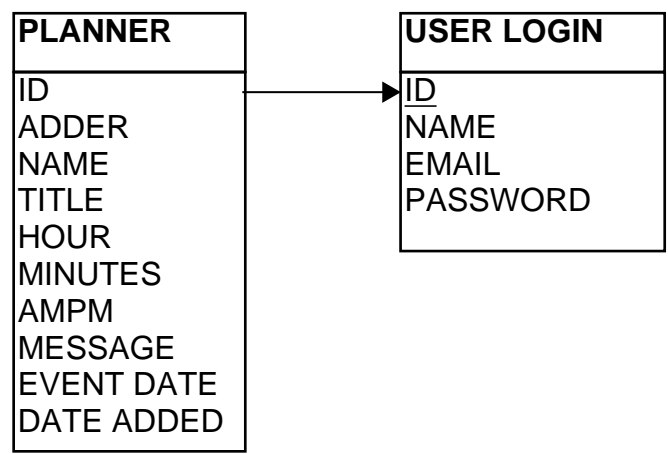 PLANNER
ID
ADDER
NAME
TITLE
HOUR
MINUTES
AMPM
MESSAGE
EVENT DATE
DATE ADDED
USER LOGIN
ID
NAME
EMAIL
PASSWORD